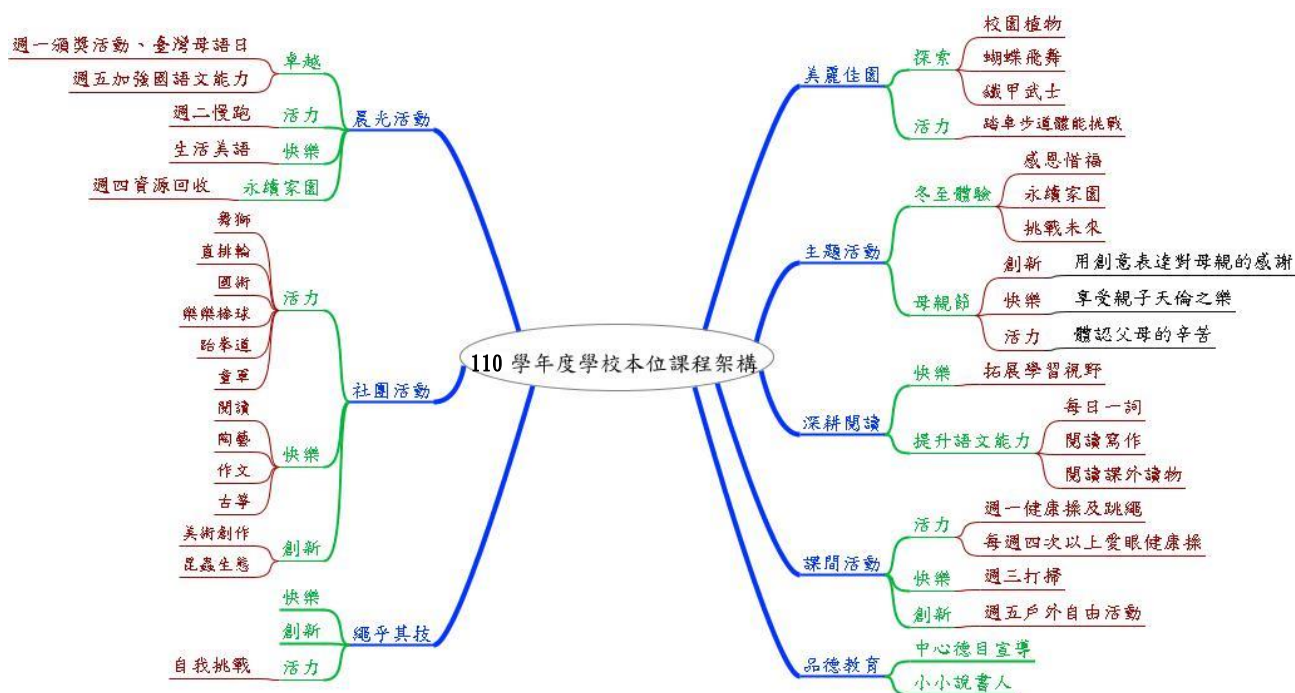 110 學年度學校本位課程架構
晨光活動
卓越
週一頒獎活動、臺灣母語日
週五加強國語文能力
活力
週二慢跑
快樂
生活美語
永續家園
週四資源回收
社團活動
活力
舞獅
直排輪
國術
樂樂棒球
跆拳道
童軍
快樂
閱讀
陶藝
作文
古箏
創新
美術創作
昆蟲生態
繩乎其技
快樂
創新
活力
自我挑戰
美麗佳園
探索
校園植物
蝴蝶飛舞
鐵甲武士
活力
踏皐步道體能挑戰
主題活動
冬至體驗
感恩惜福
永續家園
挑戰未來
母親節
創新
用創意表達對母親的感謝
快樂
享受親子天倫之樂
活力
體認父母的辛苦
深耕閱讀
快樂
拓展學習視野
提升語文能力
每日一詞
閱讀寫作
閱讀課外讀物
課間活動
活力
週一健康操及跳繩
每週四次以上愛眼健康操
快樂
週三打掃
創新
週五戶外自由活動
品德教育
中心德目宣導
小小說書人